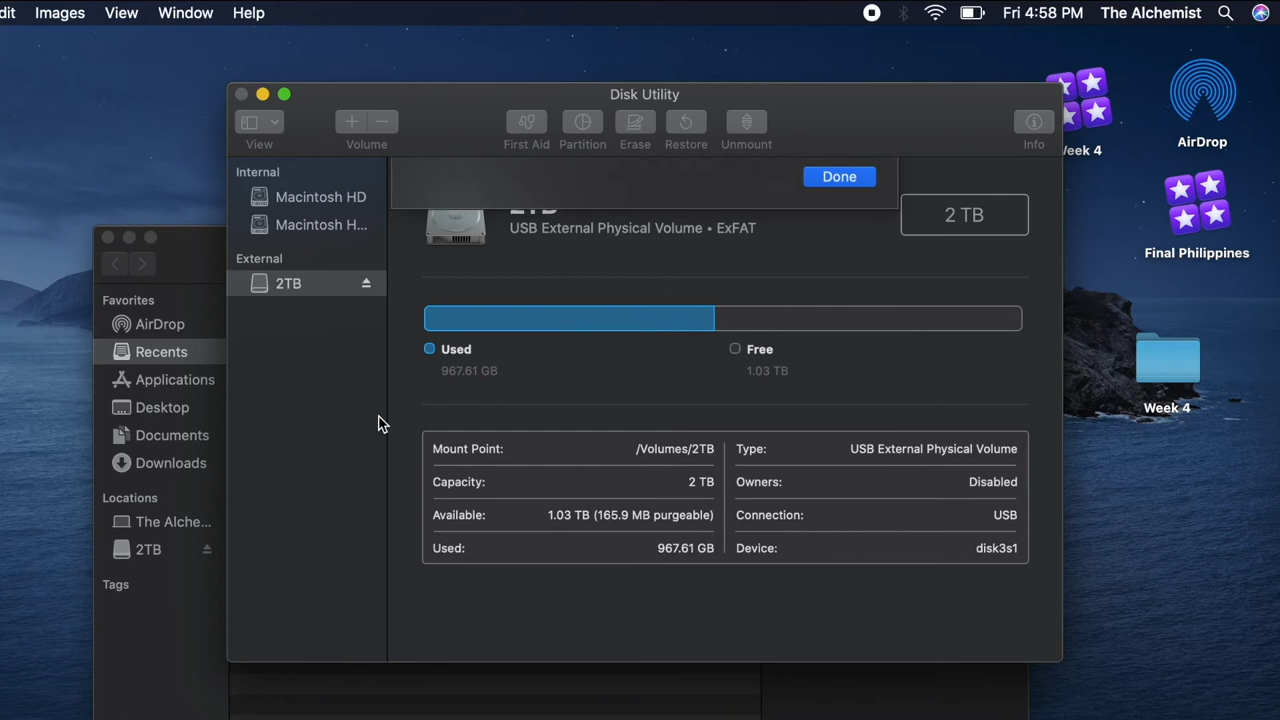 dit Images View Window Help Fri 4:58 PM The Alchemist
Disk Utility
View Volume First Aid Partition Erase Restore Unmount Info
Done
Internal
Macintosh HD
Macintosh H...
External
2TB
2TB
USB External Physical Volume • ExFAT
2 TB
Used
967.61 GB
Free
1.03 TB
Mount Point: /Volumes/2TB
Capacity: 2 TB
Available: 1.03 TB (165.9 MB purgeable)
Used: 967.61 GB
Type: USB External Physical Volume
Owners: Disabled
Connection: USB
Device: disk3s1
Favorites
AirDrop
Recents
Applications
Desktop
Documents
Downloads
Locations
The Alche...
2TB
Tags
eek 4
AirDrop
Final Philippines
Week 4